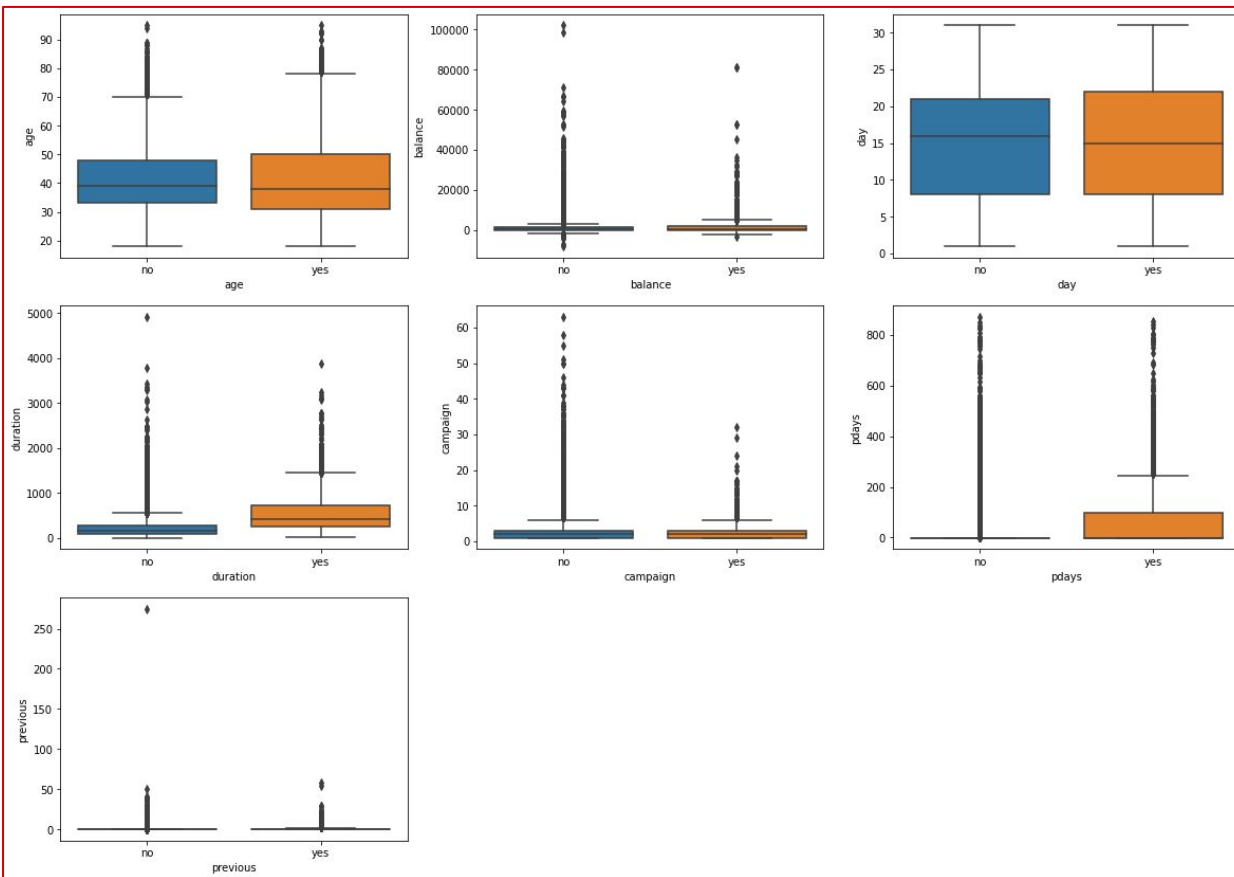 90
80
70
60
50
40
30
20
age
no yes
age
100000
80000
60000
40000
20000
0
balance
no yes
balance
30
25
20
15
10
5
0
day
no yes
day
5000
4000
3000
2000
1000
0
duration
no yes
duration
60
50
40
30
20
10
0
campaign
no yes
campaign
800
600
400
200
0
pdays
no yes
pdays
250
200
150
100
50
0
previous
no yes
previous